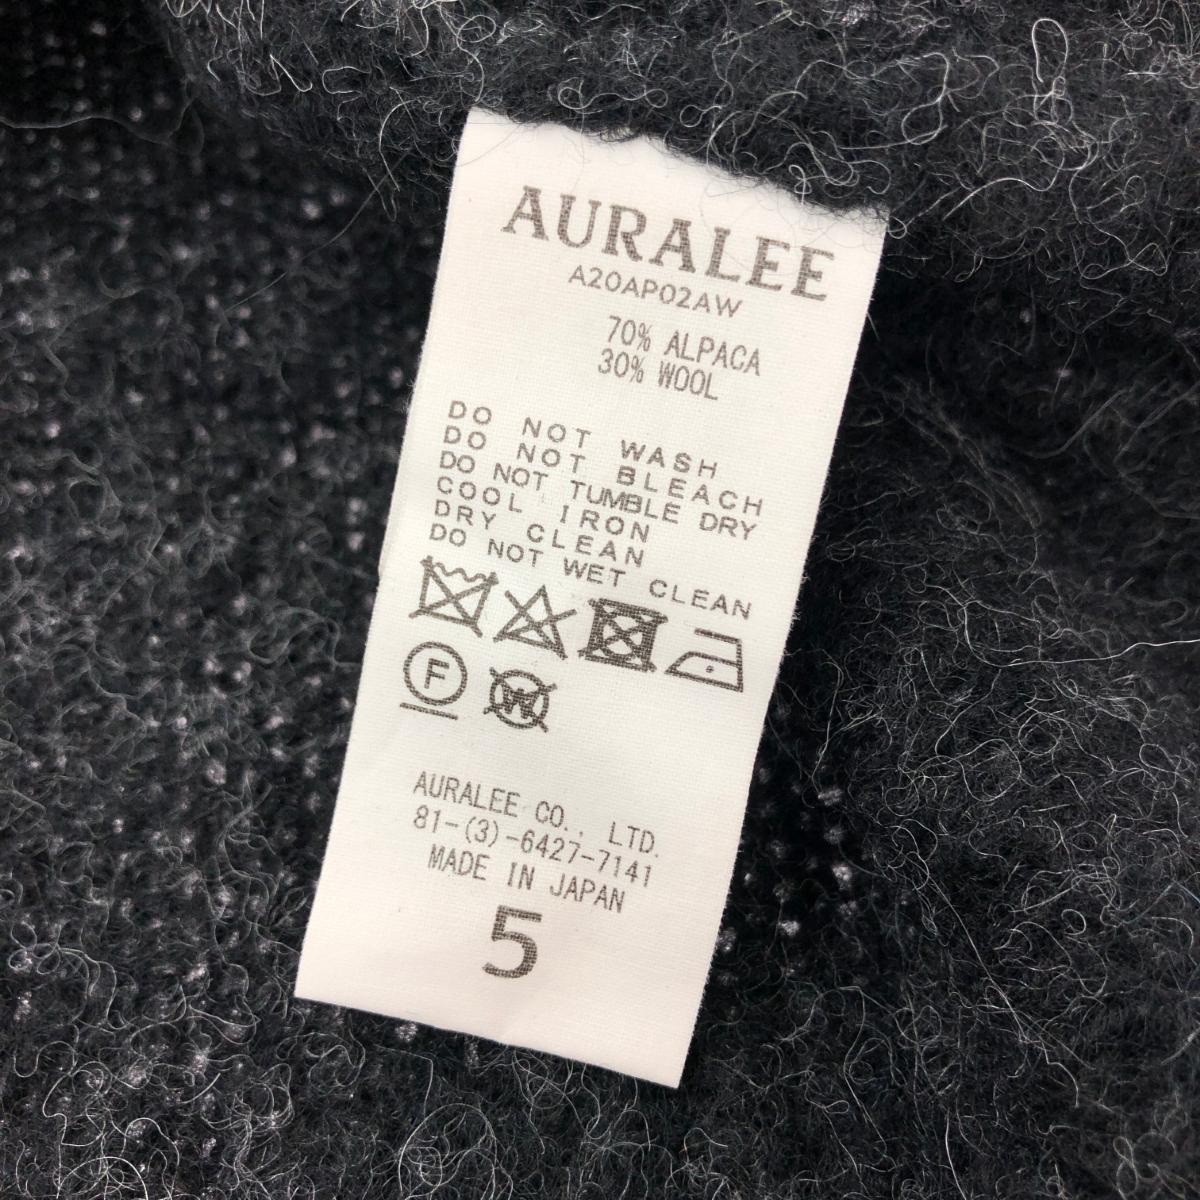 AURALEE
A20AP02AW
70% ALPACA
30% WOOL
DO NOT WASH
DO NOT BLEACH
DO NOT TUMBLE DRY
COOL IRON
DRY CLEAN
DO NOT WET CLEAN
F W
AURALEE CO., LTD.
81-(3)-6427-7141
MADE IN JAPAN
5